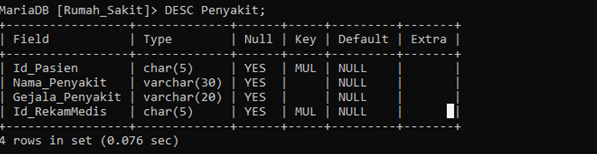 MariaDB [Rumah_Sakit]> DESC Penyakit;
+-----------------+-------------+------+-----+---------+-------+
| Field           | Type        | Null | Key | Default | Extra |
+-----------------+-------------+------+-----+---------+-------+
| Id_Pasien       | char(5)     | YES  | MUL | NULL    |       |
| Nama_Penyakit   | varchar(30) | YES  |     | NULL    |       |
| Gejala_Penyakit | varchar(20) | YES  |     | NULL    |       |
| Id_RekamMedis   | char(5)     | YES  | MUL | NULL    |       |
+-----------------+-------------+------+-----+---------+-------+
4 rows in set (0.076 sec)